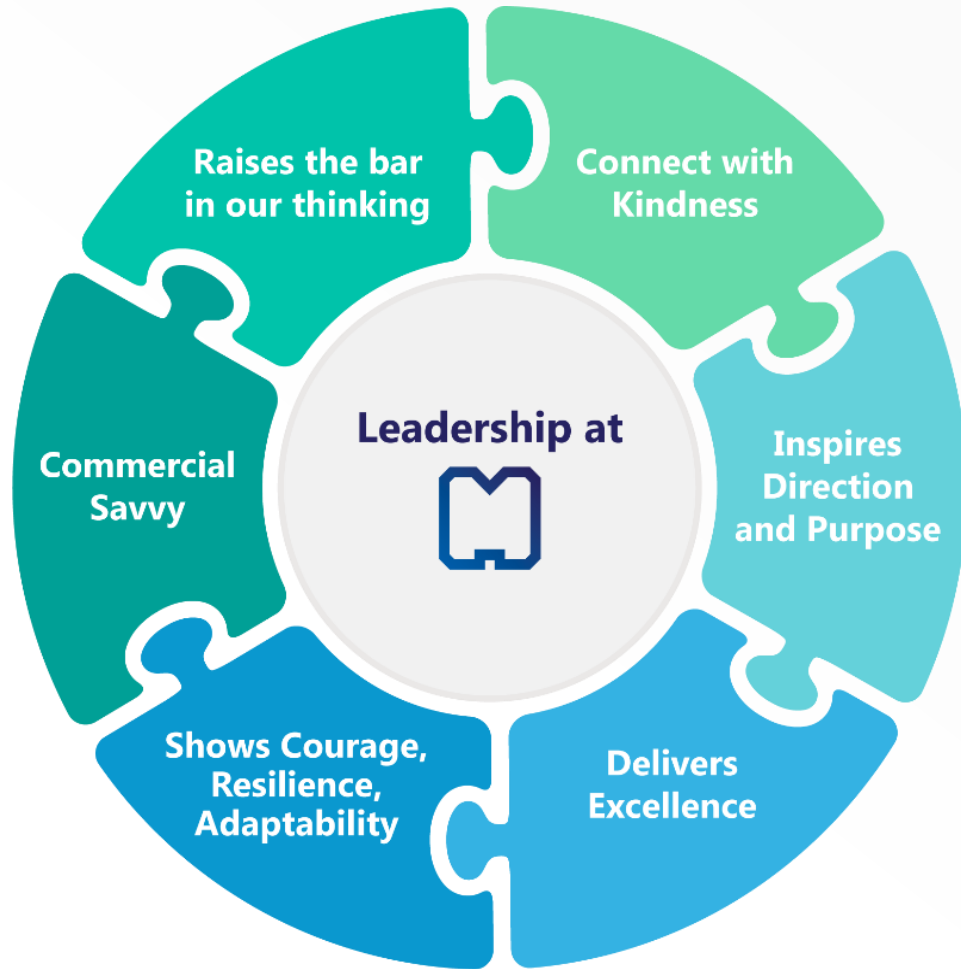 Raises the bar
in our thinking
Connect with
Kindness
Inspires
Direction
and Purpose
Delivers
Excellence
Shows Courage,
Resilience,
Adaptability
Commercial
Savvy
Leadership at